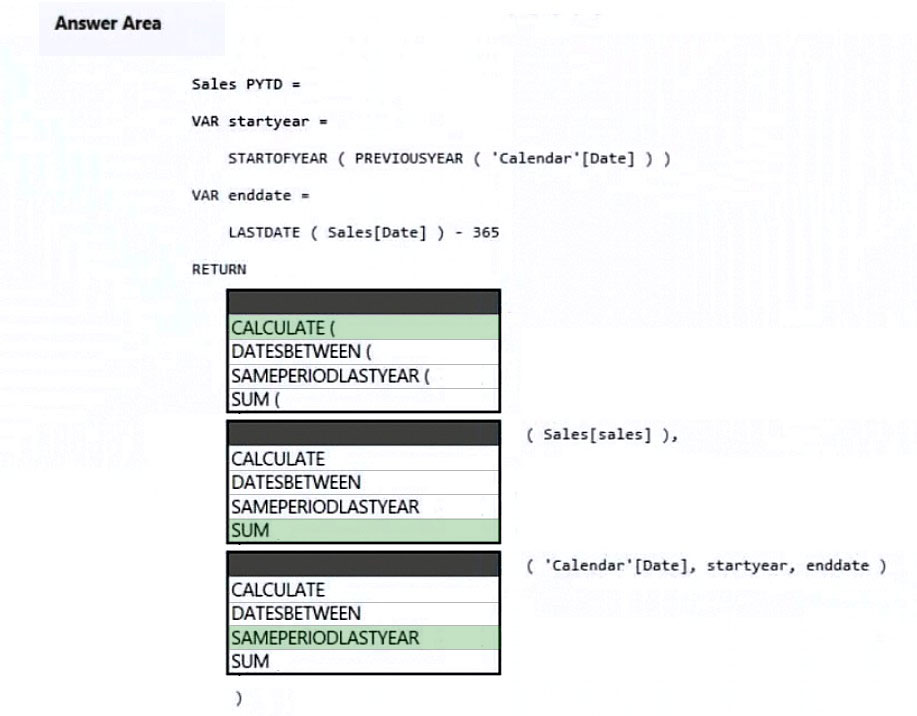 Answer Area
Sales PYTD =
VAR startyear =
STARTOFYEAR ( PREVIOUSYEAR ( 'Calendar'[Date] ) )
VAR enddate =
LASTDATE ( Sales[Date] ) - 365
RETURN
CALCULATE (
DATESBETWEEN (
SAMEPERIODLASTYEAR (
SUM (
( Sales[sales] ),
CALCULATE
DATESBETWEEN
SAMEPERIODLASTYEAR
SUM
( 'Calendar'[Date], startyear, enddate )
CALCULATE
DATESBETWEEN
SAMEPERIODLASTYEAR
SUM
)